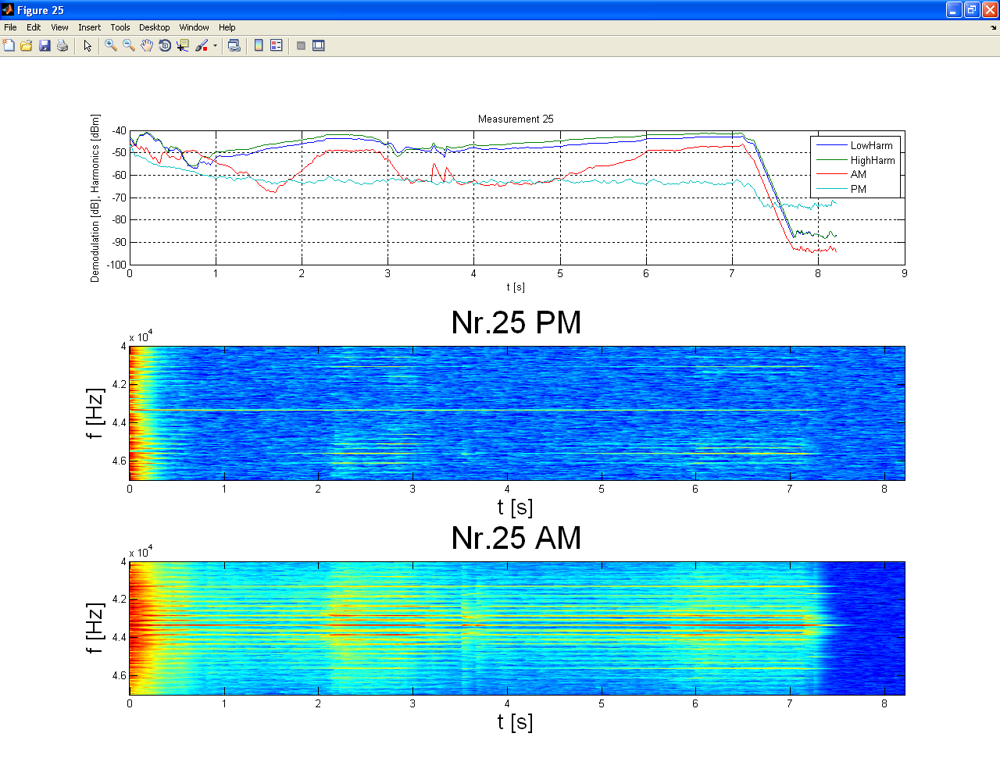 Figure 25
File Edit View Insert Tools Desktop Window Help
Measurement 25
Demodulation [dB], Harmonics [dBm]
-40
-50
-60
-70
-80
-90
-100
0 1 2 3 4 5 6 7 8 9
t [s]
LowHarm
HighHarm
AM
PM
Nr.25 PM
x 10^4
f [Hz]
4
4.2
4.4
4.6
0 1 2 3 4 5 6 7 8
t [s]
Nr.25 AM
x 10^4
f [Hz]
4
4.2
4.4
4.6
0 1 2 3 4 5 6 7 8
t [s]